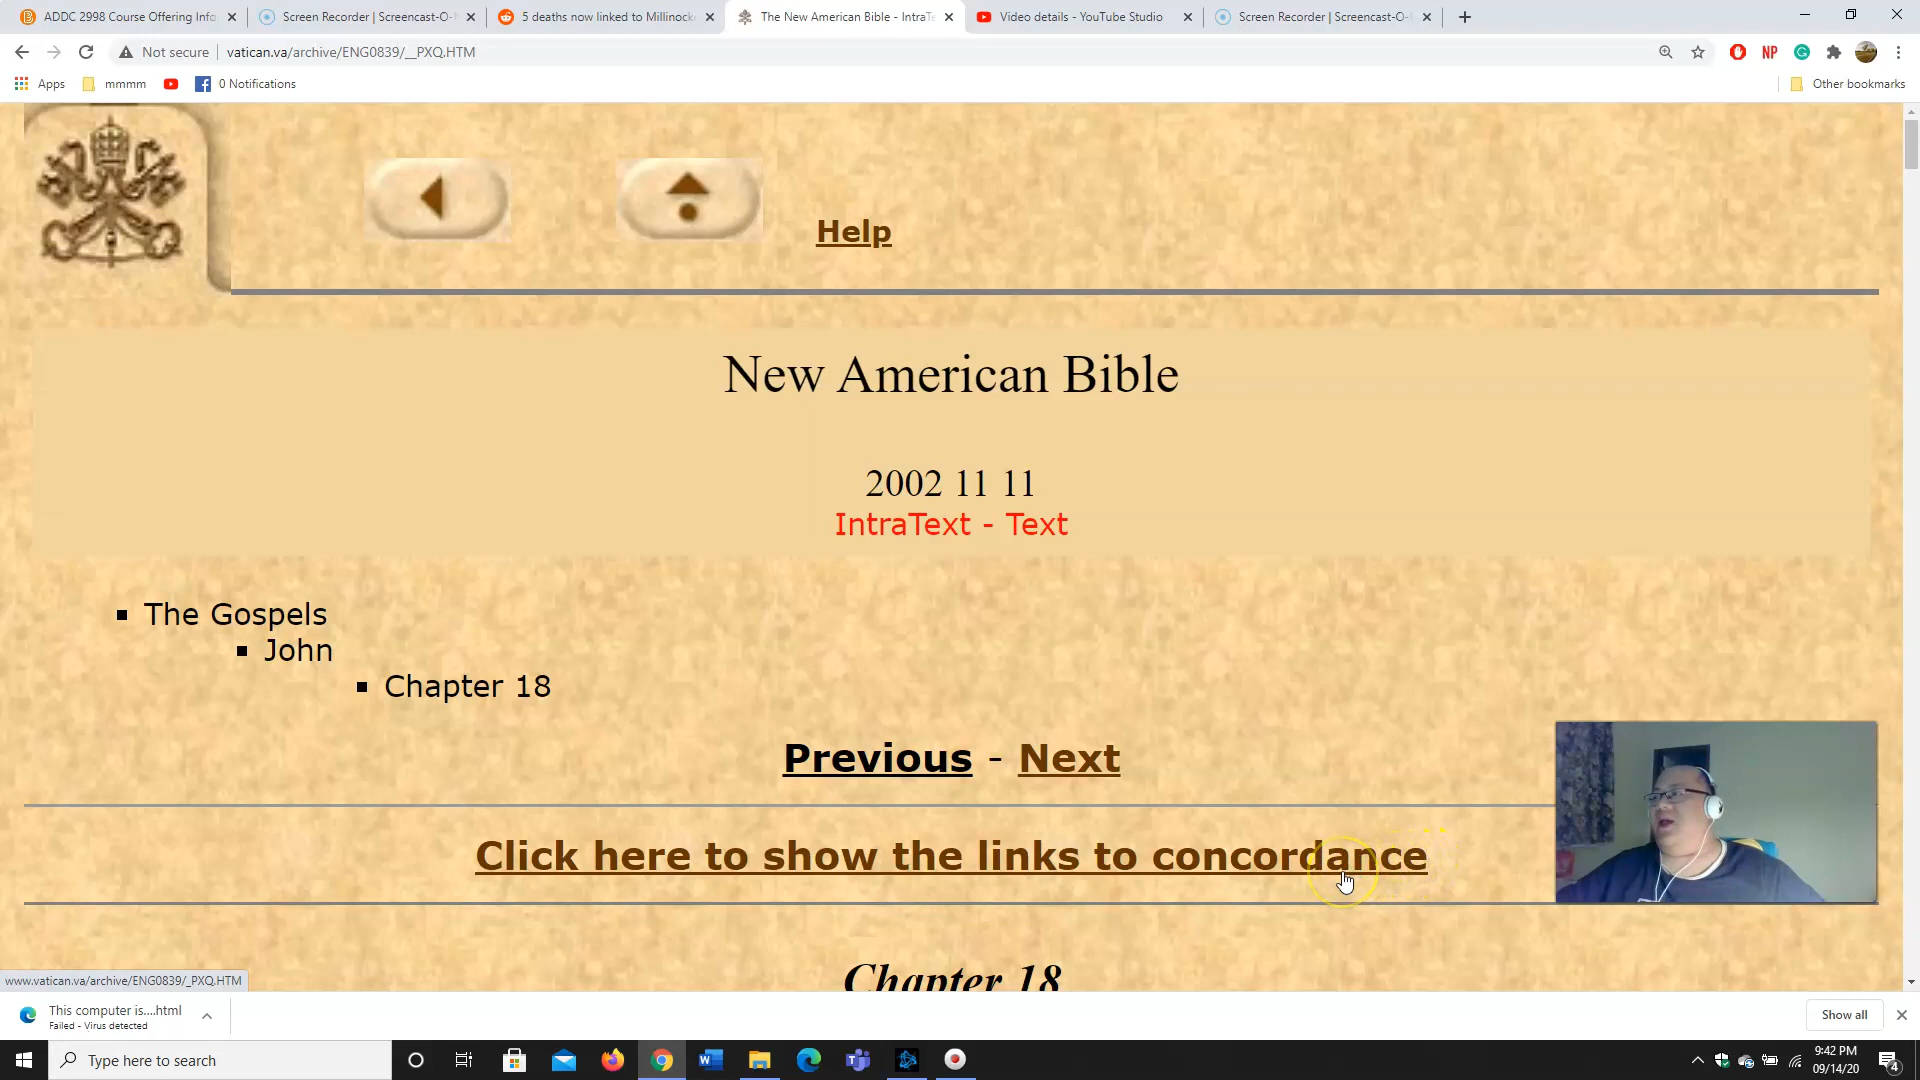 ADDC 2998 Course Offering Info
Screen Recorder | Screencast-O-
5 deaths now linked to Millinock
The New American Bible - IntraTe
Video details - YouTube Studio
Screen Recorder | Screencast-O-
Not secure
vatican.va/archive/ENG0839/__PXQ.HTM
NP
Apps
mmmm
0 Notifications
Other bookmarks
Help
New American Bible
2002 11 11
IntraText - Text
The Gospels
John
Chapter 18
Previous - Next
Click here to show the links to concordance
Chapter 18
www.vatican.va/archive/ENG0839/_PXQ.HTM
This computer is....html
Failed - Virus detected
Show all
Type here to search
9:42 PM
09/14/20
4